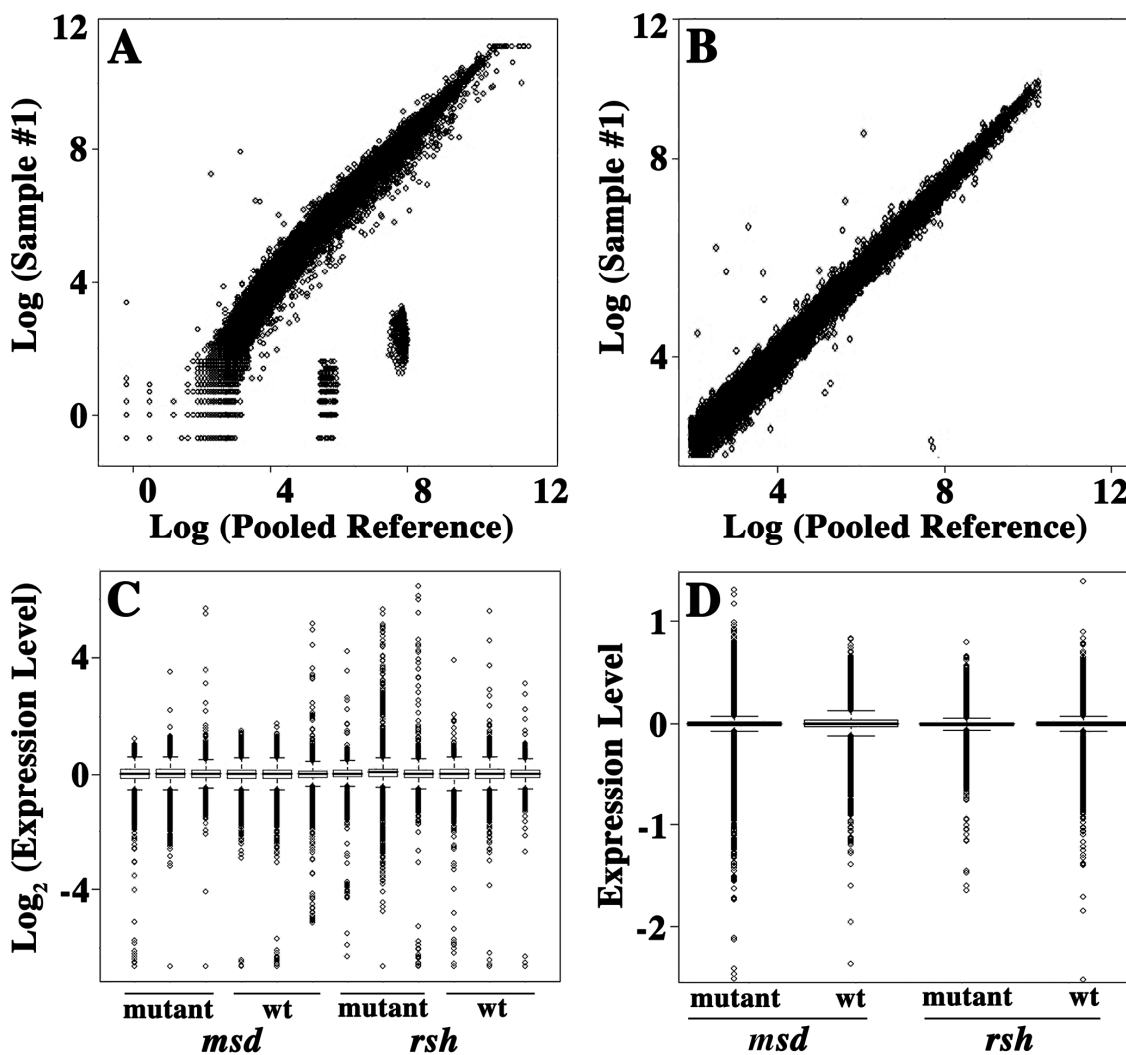 A
Log (Sample #1)
12
8
4
0
0 4 8 12
Log (Pooled Reference)
B
Log (Sample #1)
12
8
4
4 8 12
Log (Pooled Reference)
C
Log2 (Expression Level)
4
0
-4
mutant wt mutant wt
msd rsh
D
Expression Level
1
0
-1
-2
mutant wt mutant wt
msd rsh